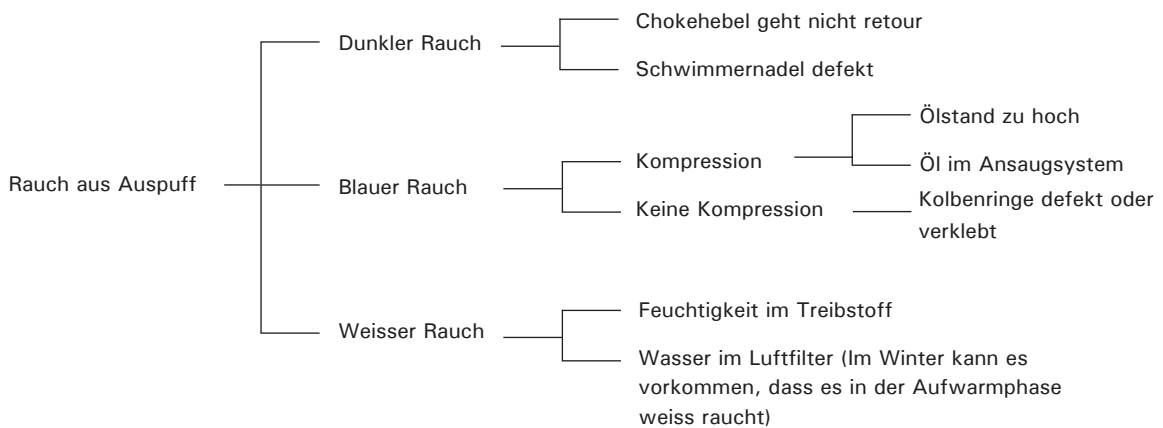 Rauch aus Auspuff
Dunkler Rauch
Chokehebel geht nicht retour
Schwimmernadel defekt
Blauer Rauch
Kompression
Ölstand zu hoch
Öl im Ansaugsystem
Keine Kompression
Kolbenringe defekt oder
verklebt
Weisser Rauch
Feuchtigkeit im Treibstoff
Wasser im Luftfilter (Im Winter kann es
vorkommen, dass es in der Aufwarmphase
weiss raucht)